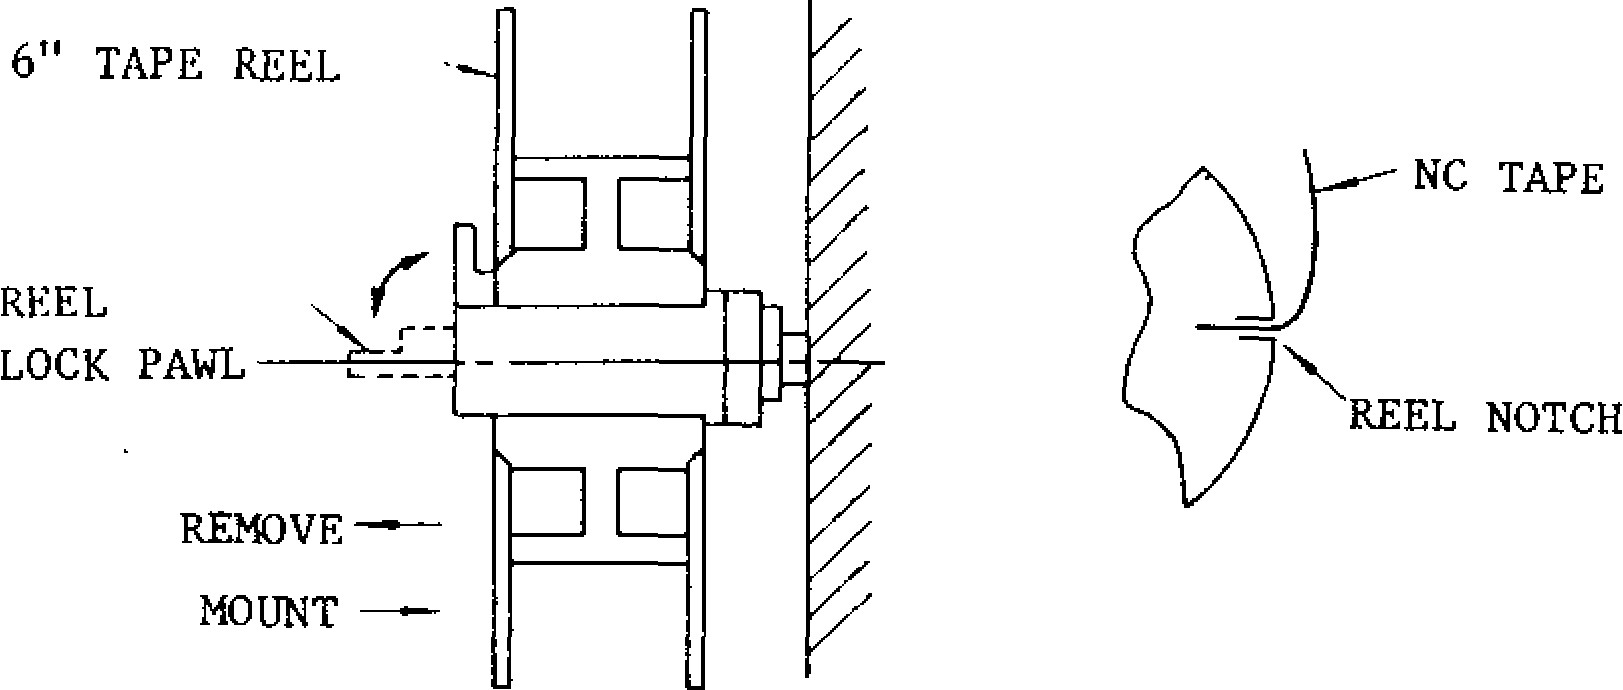 6" TAPE REEL
NC TAPE
REEL
LOCK PAWL
REEL NOTCH
REMOVE
MOUNT